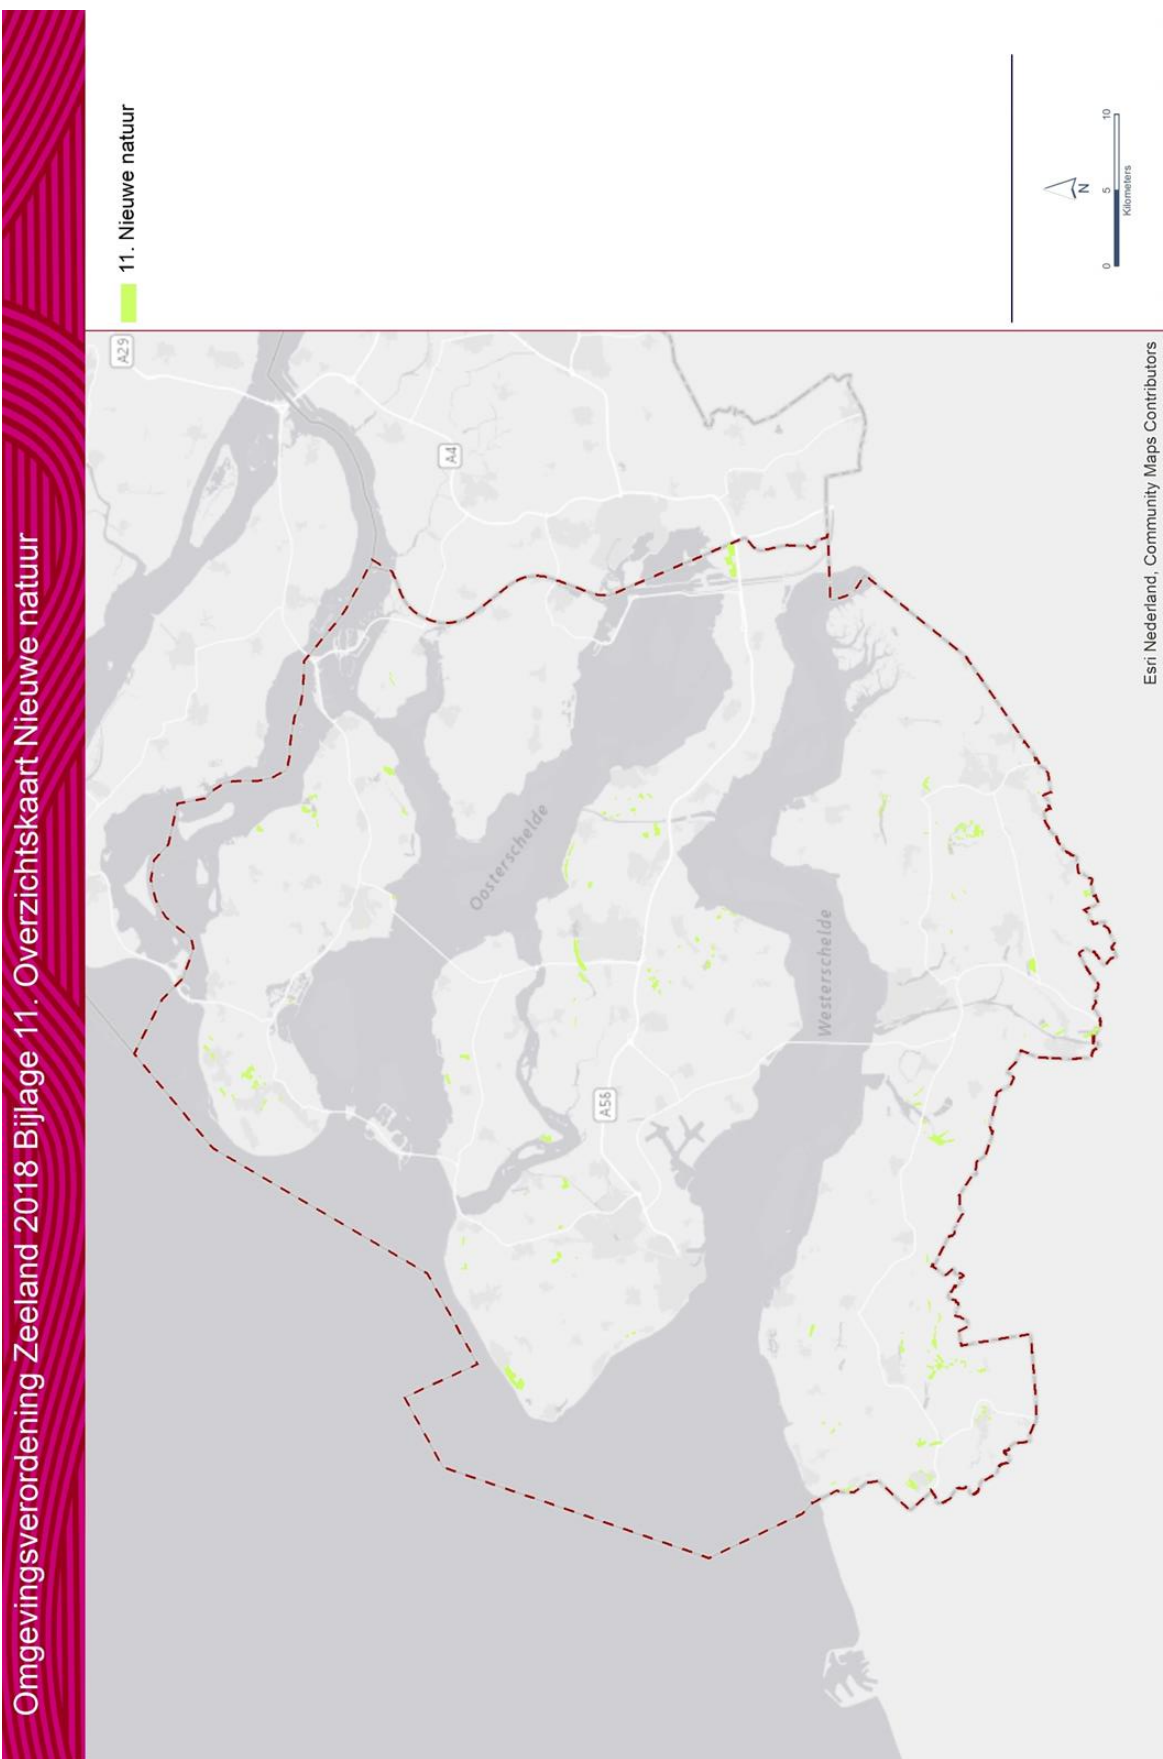 Omgevingsverordening Zeeland 2018 Bijlage 11. Overzichtskaart Nieuwe natuur
11. Nieuwe natuur
A29
A4
Oosterschelde
A58
Westerschelde
N
0 5 10
Kilometers
Esri Nederland, Community Maps Contributors